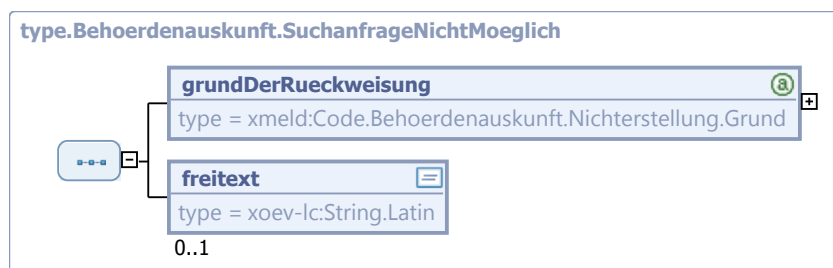 type.Behoerdenauskunft.SuchanfrageNichtMoeglich
grundDerRueckweisung
type = xmeld:Code.Behoerdenauskunft.Nichterstellung.Grund
freitext
type = xoev-lc:String.Latin
0..1